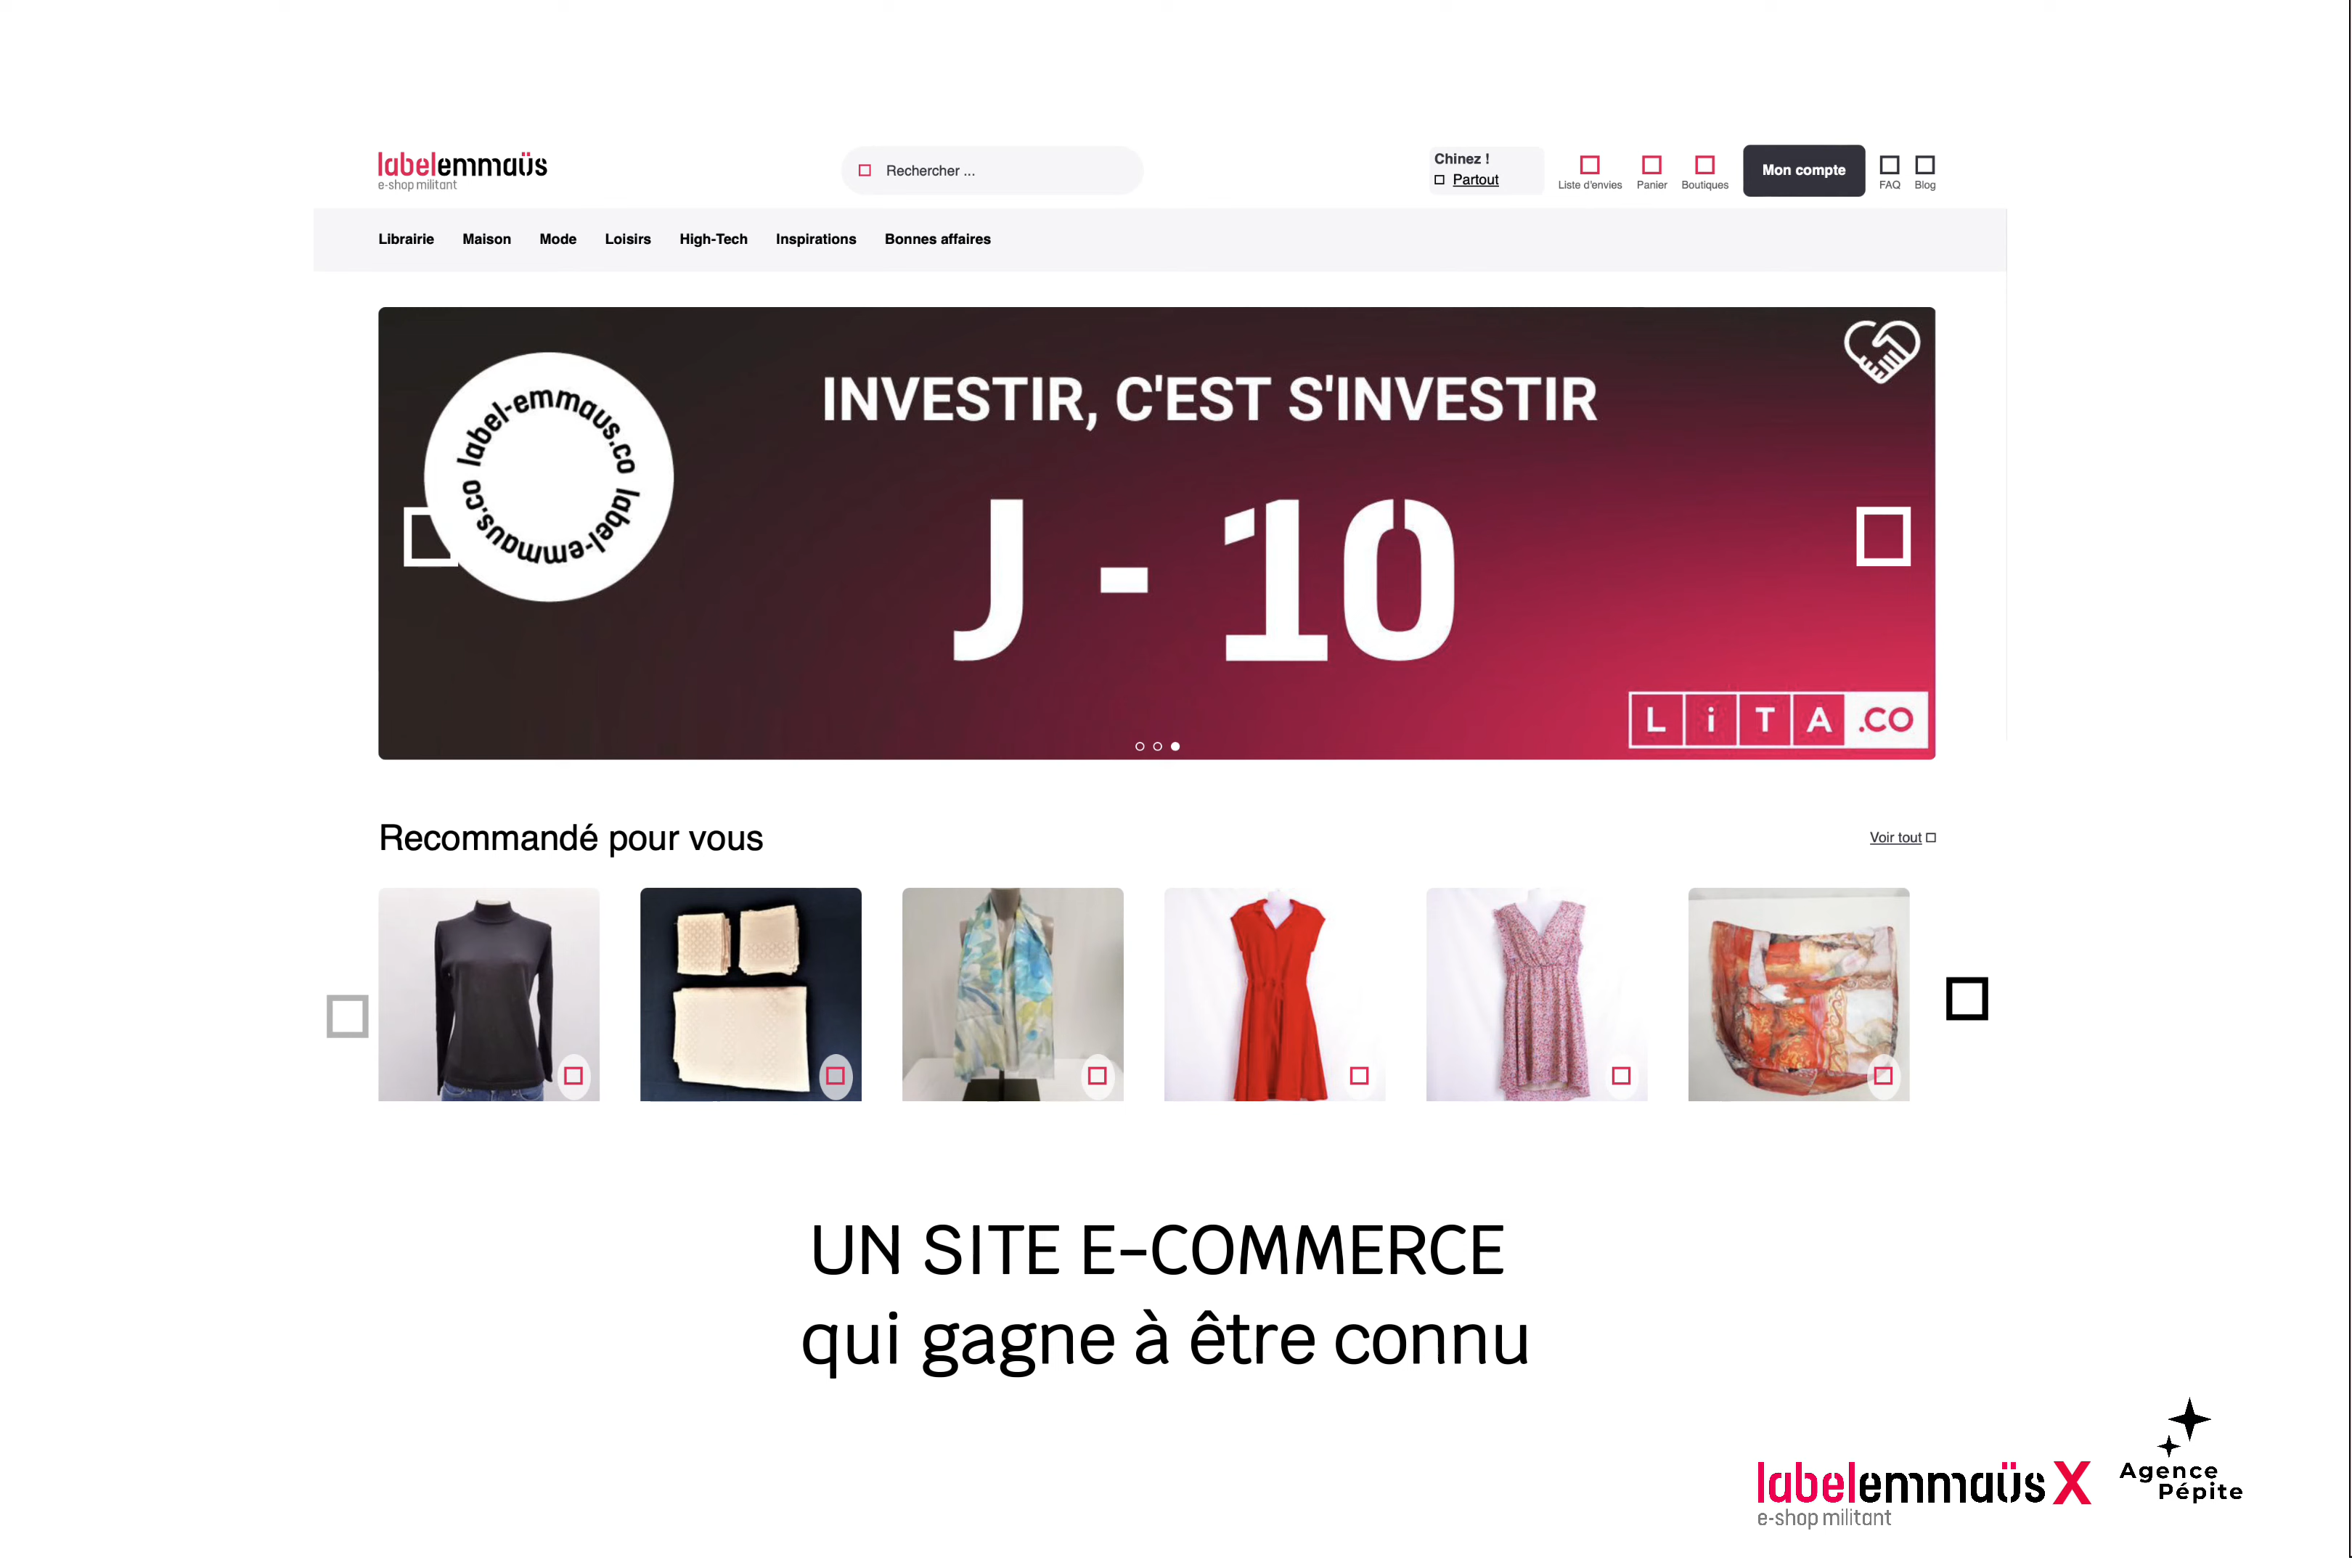 labelemmaüs
e-shop militant
Rechercher ...
Chinez !
Partout
Liste d'envies
Panier
Boutiques
Mon compte
FAQ
Blog
Librairie Maison Mode Loisirs High-Tech Inspirations Bonnes affaires
label-emmaus.co label-emmaus.co
INVESTIR, C'EST S'INVESTIR
J - 10
LiTA.CO
Recommandé pour vous
Voir tout
UN SITE E-COMMERCE
qui gagne à être connu
labelemmaüs X
e-shop militant
Agence
Pépite